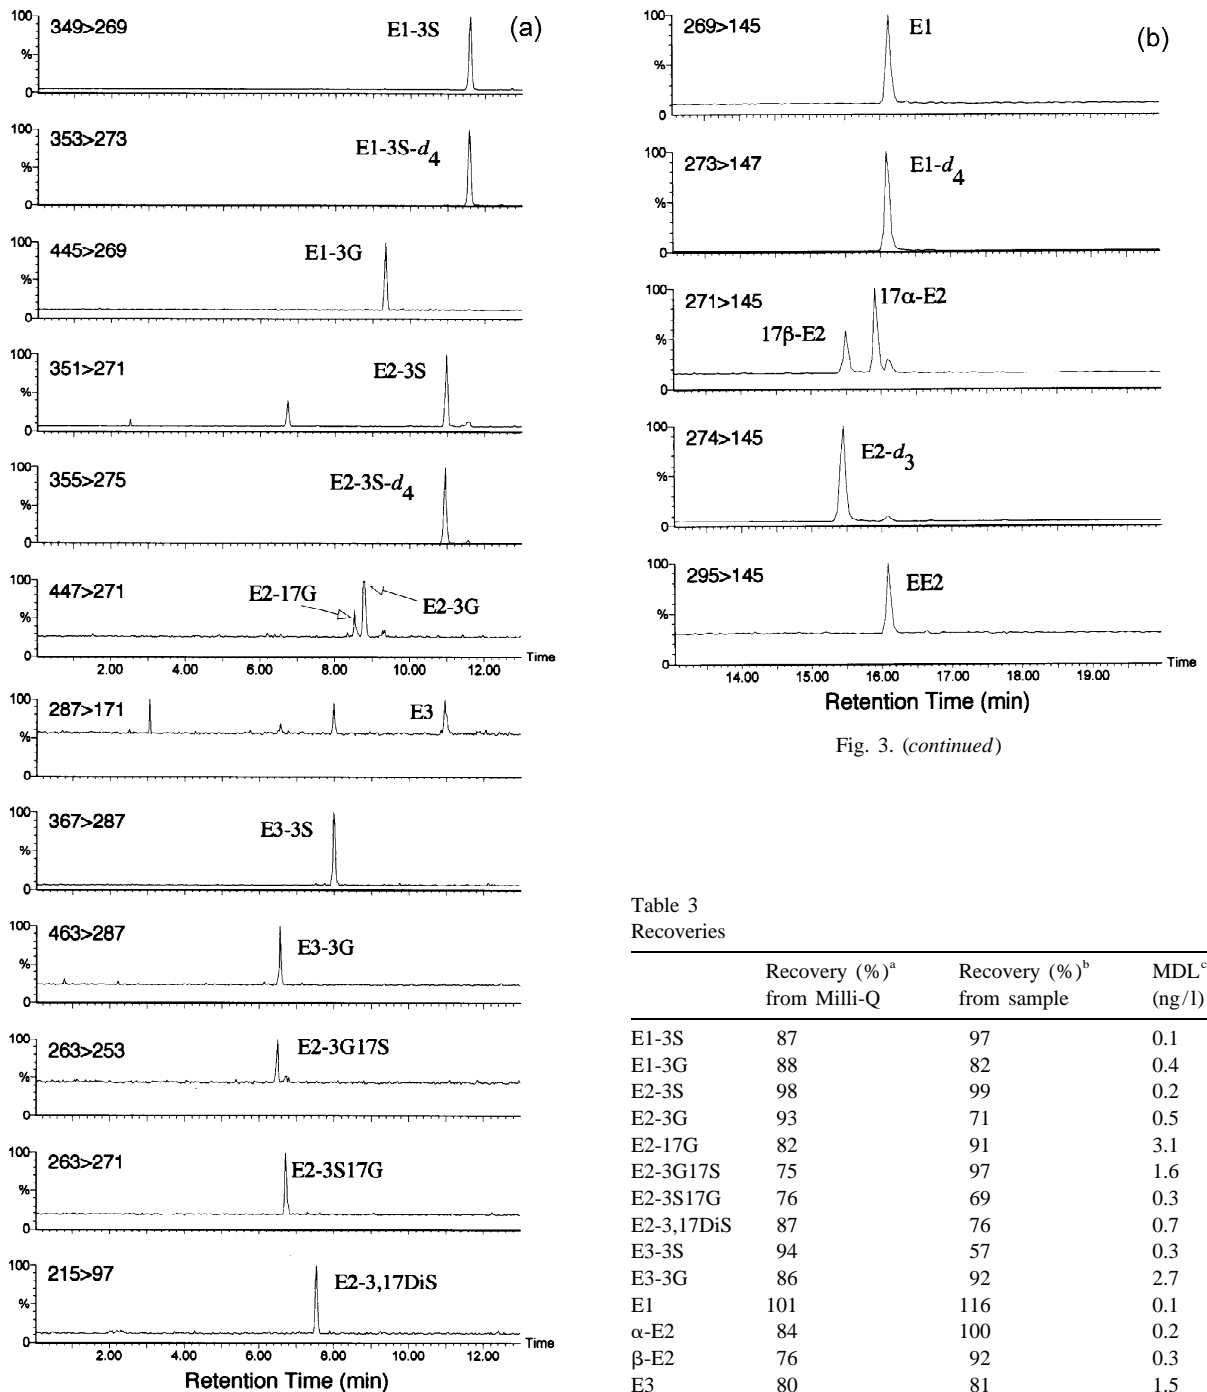 (a)
349>269
E1-3S
100
%
0
353>273
E1-3S-d4
100
%
0
445>269
E1-3G
100
%
0
351>271
E2-3S
100
%
0
355>275
E2-3S-d4
100
%
0
447>271
E2-17G
E2-3G
100
%
0
2.00 4.00 6.00 8.00 10.00 12.00 Time
287>171
E3
100
%
0
367>287
E3-3S
100
%
0
463>287
E3-3G
100
%
0
263>253
E2-3G17S
100
%
0
263>271
E2-3S17G
100
%
0
215>97
E2-3,17DiS
100
%
0
2.00 4.00 6.00 8.00 10.00 12.00 Time
Retention Time (min)
(b)
269>145
E1
100
%
0
273>147
E1-d4
100
%
0
271>145
17β-E2
17α-E2
100
%
0
274>145
E2-d3
100
%
0
295>145
EE2
100
%
0
14.00 15.00 16.00 17.00 18.00 19.00 Time
Retention Time (min)
Fig. 3. (continued)
Table 3
Recoveries
Recovery (%)a Recovery (%)b MDLc
from Milli-Q from sample (ng/l)
E1-3S 87 97 0.1
E1-3G 88 82 0.4
E2-3S 98 99 0.2
E2-3G 93 71 0.5
E2-17G 82 91 3.1
E2-3G17S 75 97 1.6
E2-3S17G 76 69 0.3
E2-3,17DiS 87 76 0.7
E3-3S 94 57 0.3
E3-3G 86 92 2.7
E1 101 116 0.1
α-E2 84 100 0.2
β-E2 76 92 0.3
E3 80 81 1.5